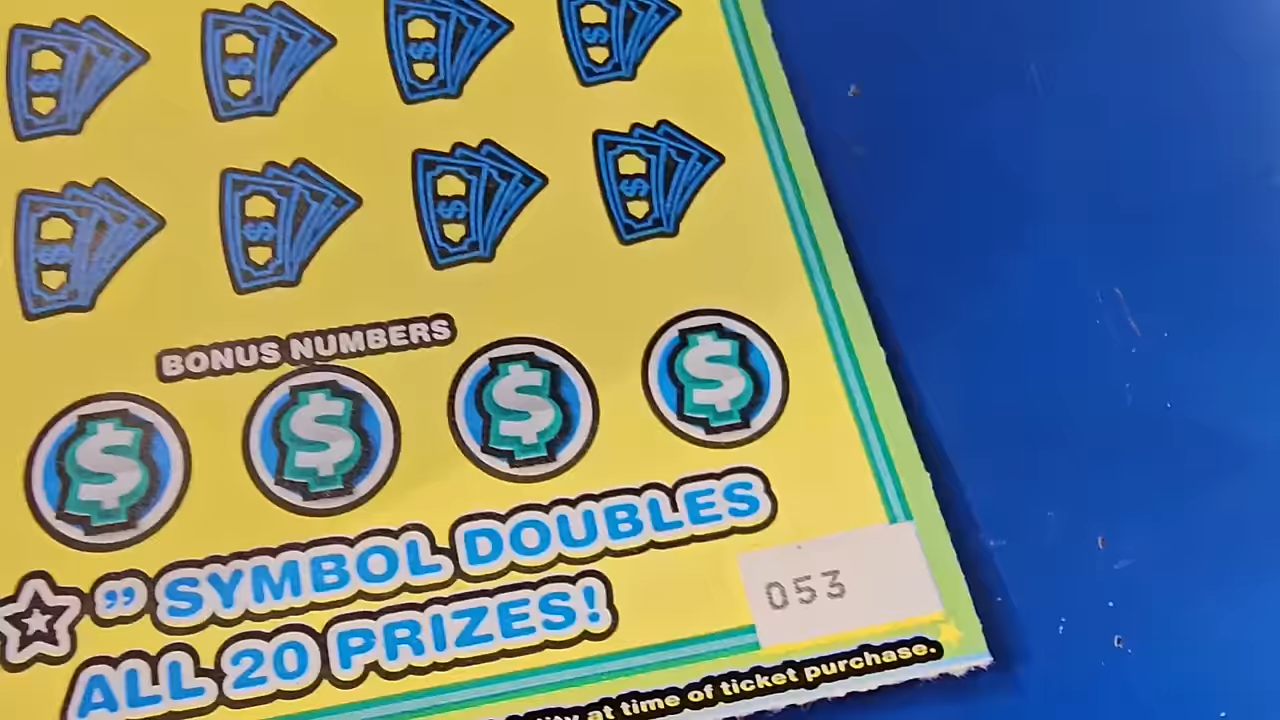 BONUS NUMBERS
$ $ $ $
” SYMBOL DOUBLES
ALL 20 PRIZES!
053
at time of ticket purchase.